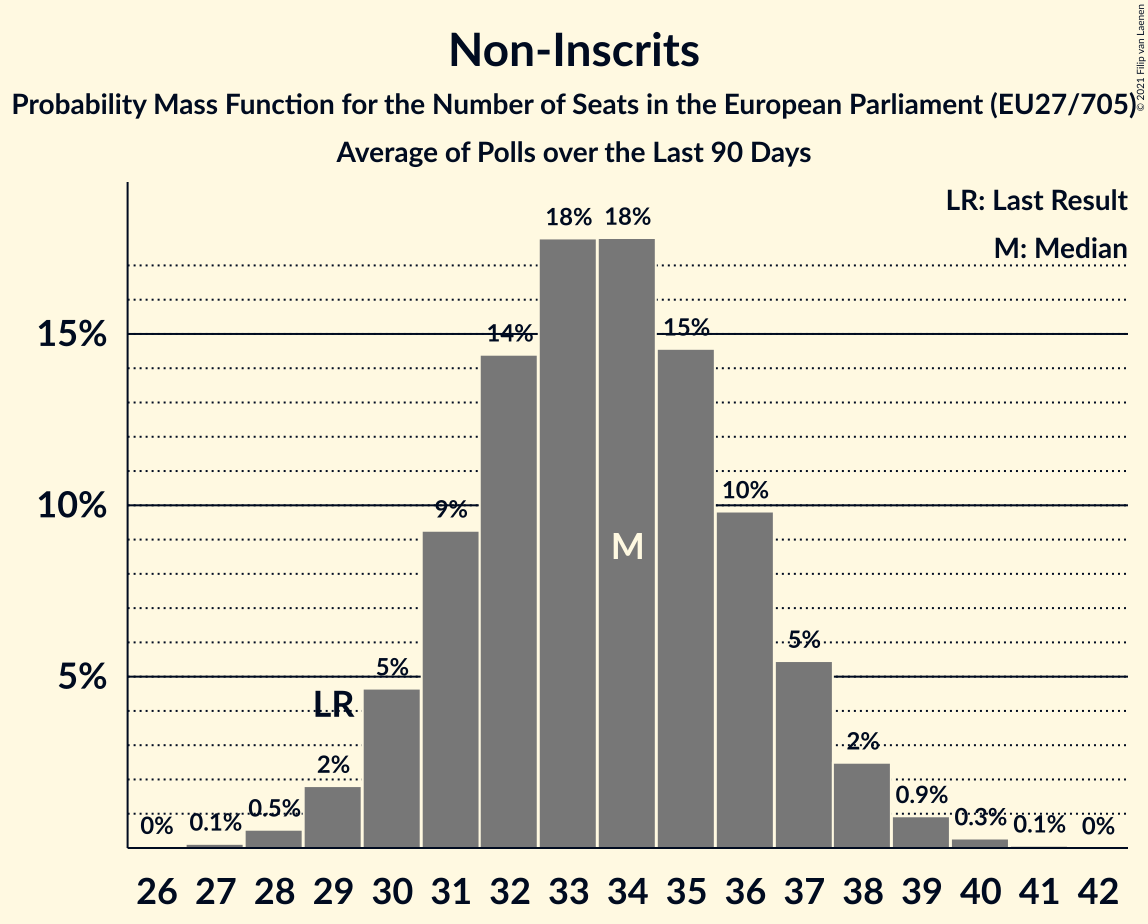 Non-Inscrits
Probability Mass Function for the Number of Seats in the European Parliament (EU27/705)
Average of Polls over the Last 90 Days
© 2021 Filip van Laenen
LR: Last Result
M: Median
18% 18%
15% 14% 15%
10% 9% 10%
M
5% 5% 5%
LR
2% 2%
0% 0.1% 0.5% 0.9% 0.3% 0.1% 0%
26 27 28 29 30 31 32 33 34 35 36 37 38 39 40 41 42